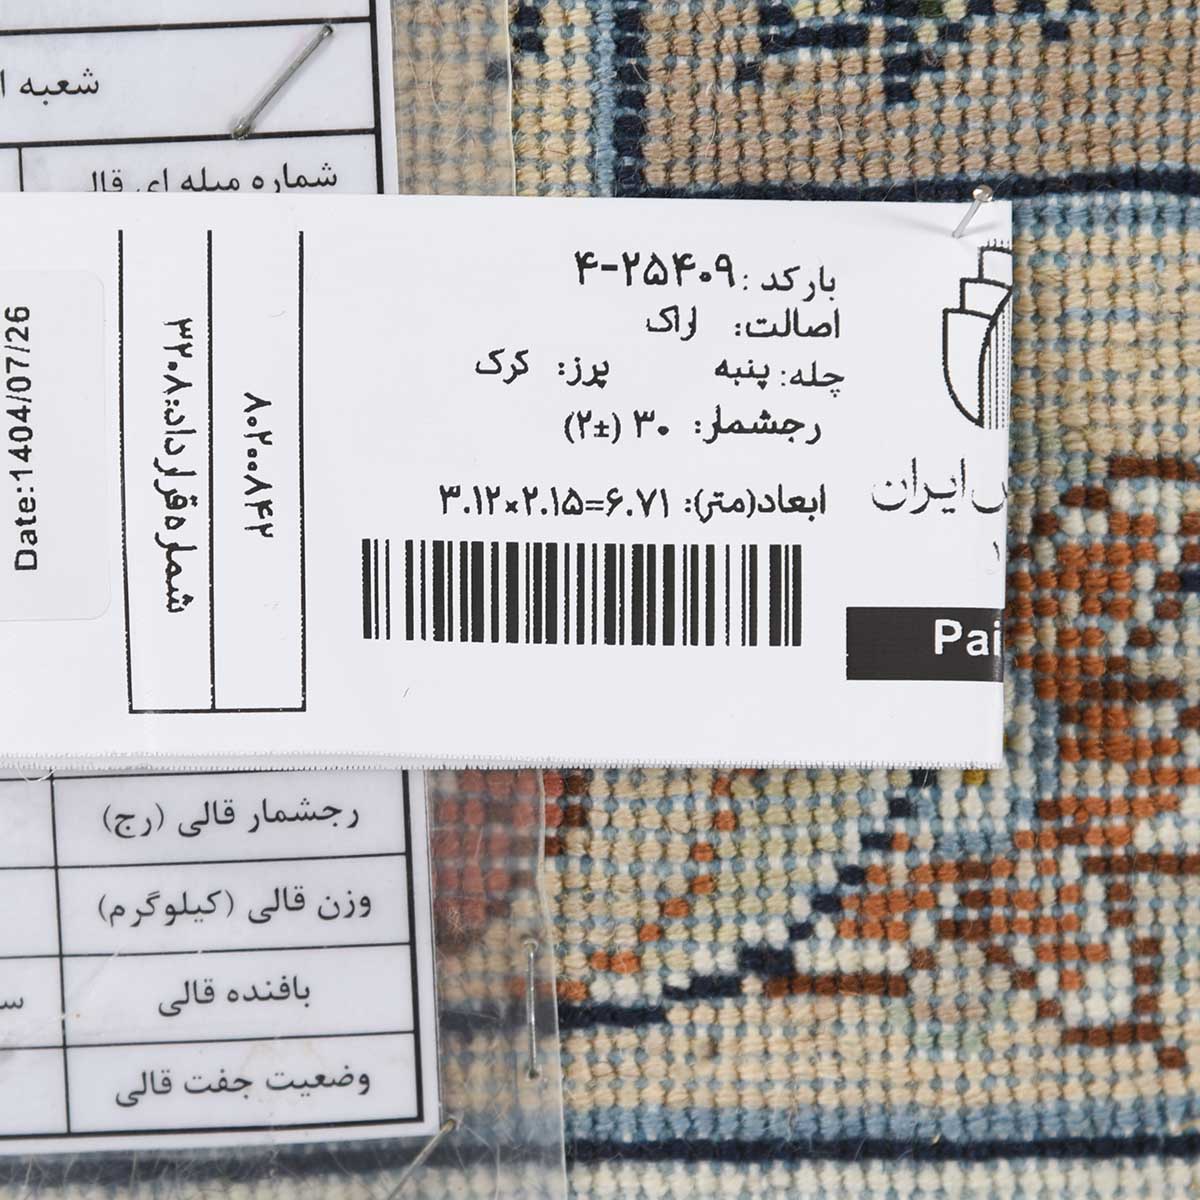 شعبه
شماره میله ای قالی
بارکد: ۴-۲۵۴۰۹
اصالت: اراک
چله: پنبه پرز: کرک
رجشمار: ۳۰ (±۲)
ابعاد(متر): ۳.۱۲×۲.۱۵=۶.۷۱
ایران
Pai
۸۰۲۰۰۸۴۲
شماره قرارداد: ۳۲۰۸
Date:1404/07/26
رجشمار قالی (رج)
وزن قالی (کیلوگرم)
بافنده قالی
وضعیت جفت قالی